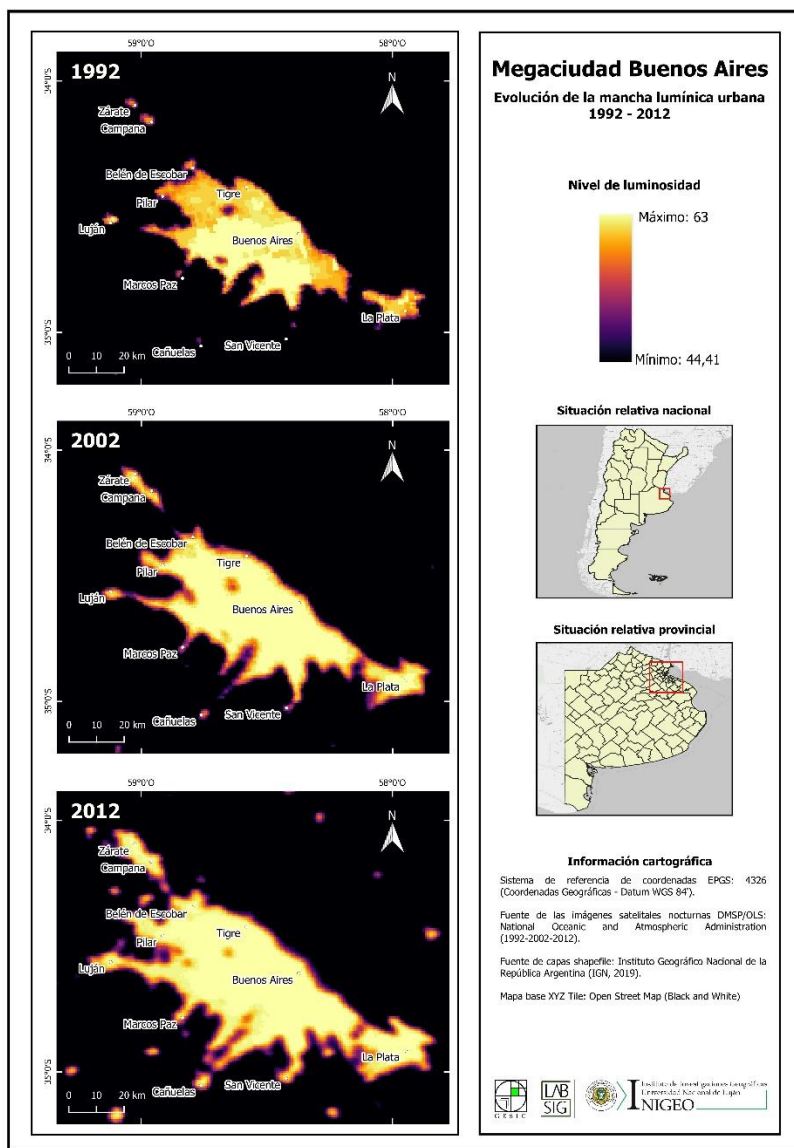 59°0'O
58°0'O
1992
N
34°0'S
Zárate
Campana
Belén de Escobar
Pilar
Tigre
Luján
Buenos Aires
Marcos Paz
La Plata
35°0'S
Cañuelas
San Vicente
0 10 20 km
59°0'O
58°0'O
2002
N
34°0'S
Zárate
Campana
Belén de Escobar
Pilar
Tigre
Luján
Buenos Aires
Marcos Paz
La Plata
35°0'S
Cañuelas
San Vicente
0 10 20 km
59°0'O
58°0'O
2012
N
34°0'S
Zárate
Campana
Belén de Escobar
Pilar
Tigre
Luján
Buenos Aires
Marcos Paz
La Plata
35°0'S
Cañuelas
San Vicente
0 10 20 km
Megaciudad Buenos Aires
Evolución de la mancha lumínica urbana
1992 - 2012
Nivel de luminosidad
Máximo: 63
Mínimo: 44,41
Situación relativa nacional
Situación relativa provincial
Información cartográfica
Sistema de referencia de coordenadas EPGS: 4326
(Coordenadas Geográficas - Datum WGS 84').
Fuente de las imágenes satelitales nocturnas DMSP/OLS:
National Oceanic and Atmospheric Administration
(1992-2002-2012).
Fuente de capas shapefile: Instituto Geográfico Nacional de la
República Argentina (IGN, 2019).
Mapa base XYZ Tile: Open Street Map (Black and White)
GESIC
LAB
SIG
Instituto de Investigaciones Geográficas
Universidad Nacional de Luján
INIGEO